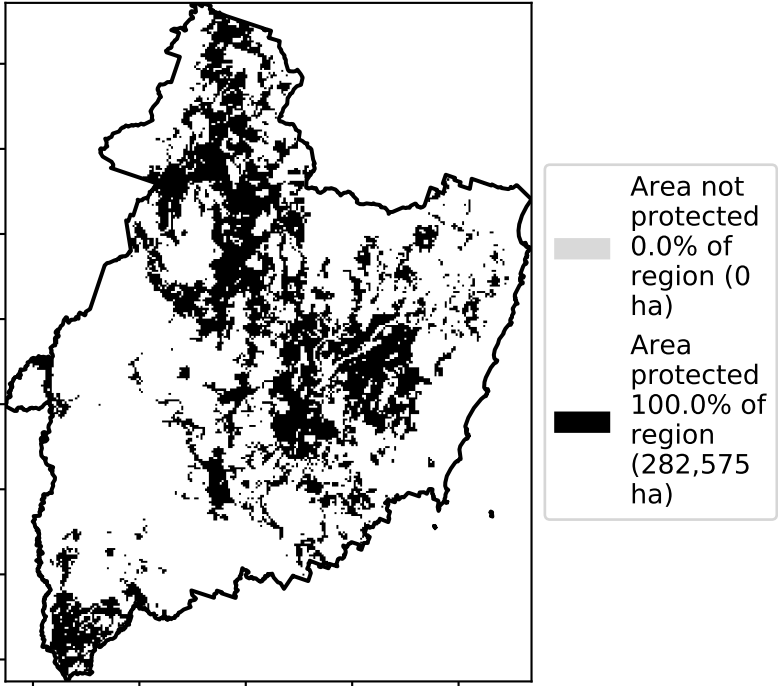 Area not
protected
0.0% of
region (0
ha)
Area
protected
100.0% of
region
(282,575
ha)